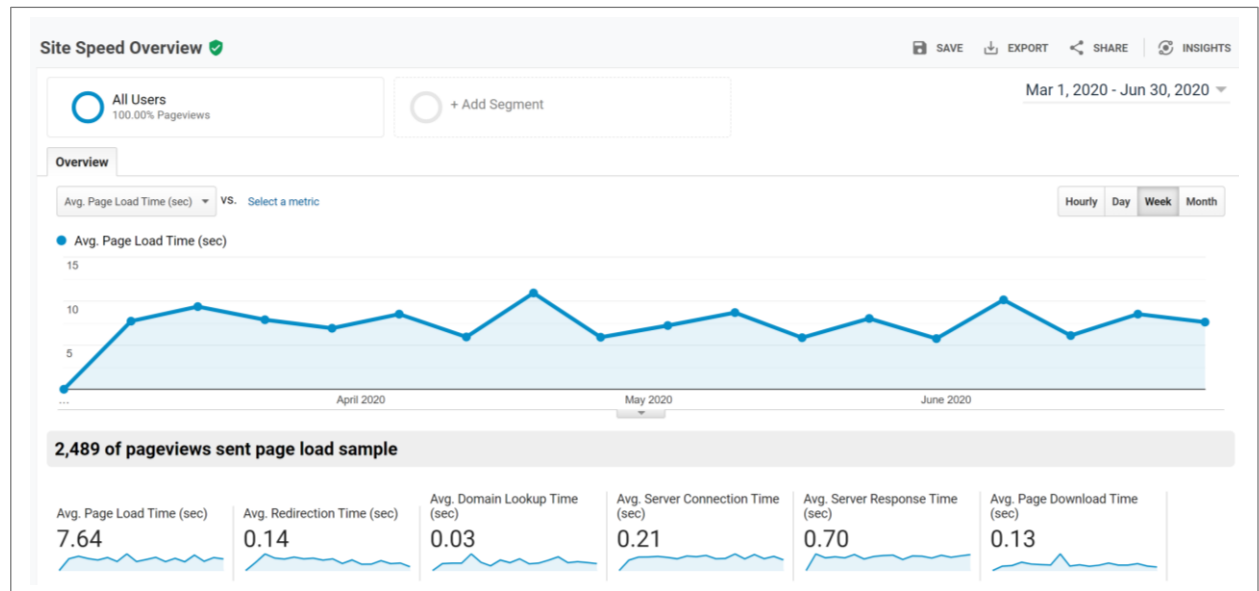 Site Speed Overview
SAVE
EXPORT
SHARE
INSIGHTS
All Users
100.00% Pageviews
+ Add Segment
Mar 1, 2020 - Jun 30, 2020
Overview
Avg. Page Load Time (sec)
VS.
Select a metric
Hourly
Day
Week
Month
Avg. Page Load Time (sec)
15
10
5
...
April 2020
May 2020
June 2020
2,489 of pageviews sent page load sample
Avg. Page Load Time (sec)
7.64
Avg. Redirection Time (sec)
0.14
Avg. Domain Lookup Time
(sec)
0.03
Avg. Server Connection Time
(sec)
0.21
Avg. Server Response Time
(sec)
0.70
Avg. Page Download Time
(sec)
0.13